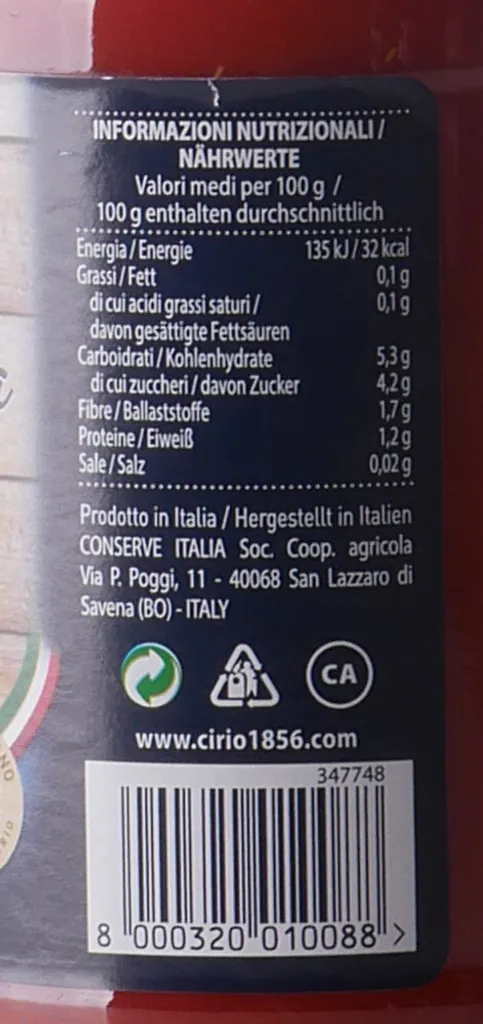 INFORMAZIONI NUTRIZIONALI /
NÄHRWERTE
Valori medi per 100 g /
100 g enthalten durchschnittlich
Energia / Energie 135 kJ / 32 kcal
Grassi / Fett 0,1 g
di cui acidi grassi saturi / 0,1 g
davon gesättigte Fettsäuren
Carboidrati / Kohlenhydrate 5,3 g
di cui zuccheri / davon Zucker 4,2 g
Fibre / Ballaststoffe 1,7 g
Proteine / Eiweiß 1,2 g
Sale / Salz 0,02 g
Prodotto in Italia / Hergestellt in Italien
CONSERVE ITALIA Soc. Coop. agricola
Via P. Poggi, 11 - 40068 San Lazzaro di
Savena (BO) - ITALY
CA
www.cirio1856.com
347748
8 000320 010088 >